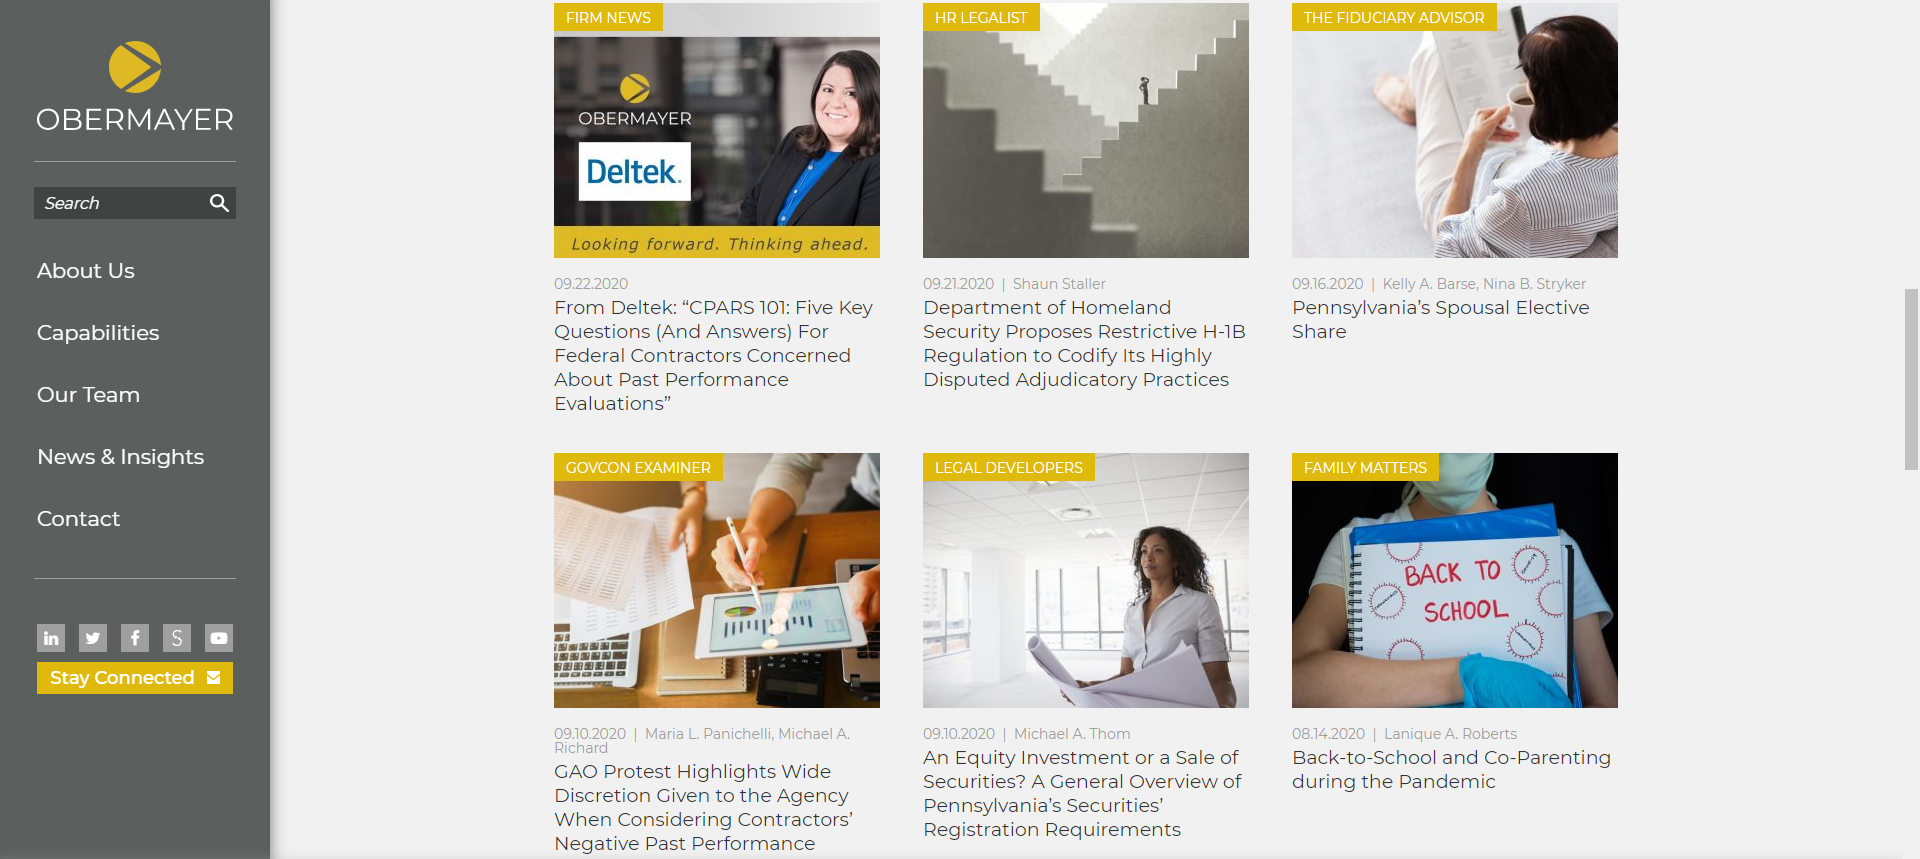 OBERMAYER
Search
About Us
Capabilities
Our Team
News & Insights
Contact
in
f
S
Stay Connected
FIRM NEWS
OBERMAYER
Deltek.
Looking forward. Thinking ahead.
09.22.2020
From Deltek: “CPARS 101: Five Key
Questions (And Answers) For
Federal Contractors Concerned
About Past Performance
Evaluations”
HR LEGALIST
09.21.2020 | Shaun Staller
Department of Homeland
Security Proposes Restrictive H-1B
Regulation to Codify Its Highly
Disputed Adjudicatory Practices
THE FIDUCIARY ADVISOR
09.16.2020 | Kelly A. Barse, Nina B. Stryker
Pennsylvania’s Spousal Elective
Share
GOVCON EXAMINER
09.10.2020 | Maria L. Panichelli, Michael A.
Richard
GAO Protest Highlights Wide
Discretion Given to the Agency
When Considering Contractors’
Negative Past Performance
LEGAL DEVELOPERS
09.10.2020 | Michael A. Thom
An Equity Investment or a Sale of
Securities? A General Overview of
Pennsylvania’s Securities’
Registration Requirements
FAMILY MATTERS
BACK TO
SCHOOL
08.14.2020 | Lanique A. Roberts
Back-to-School and Co-Parenting
during the Pandemic